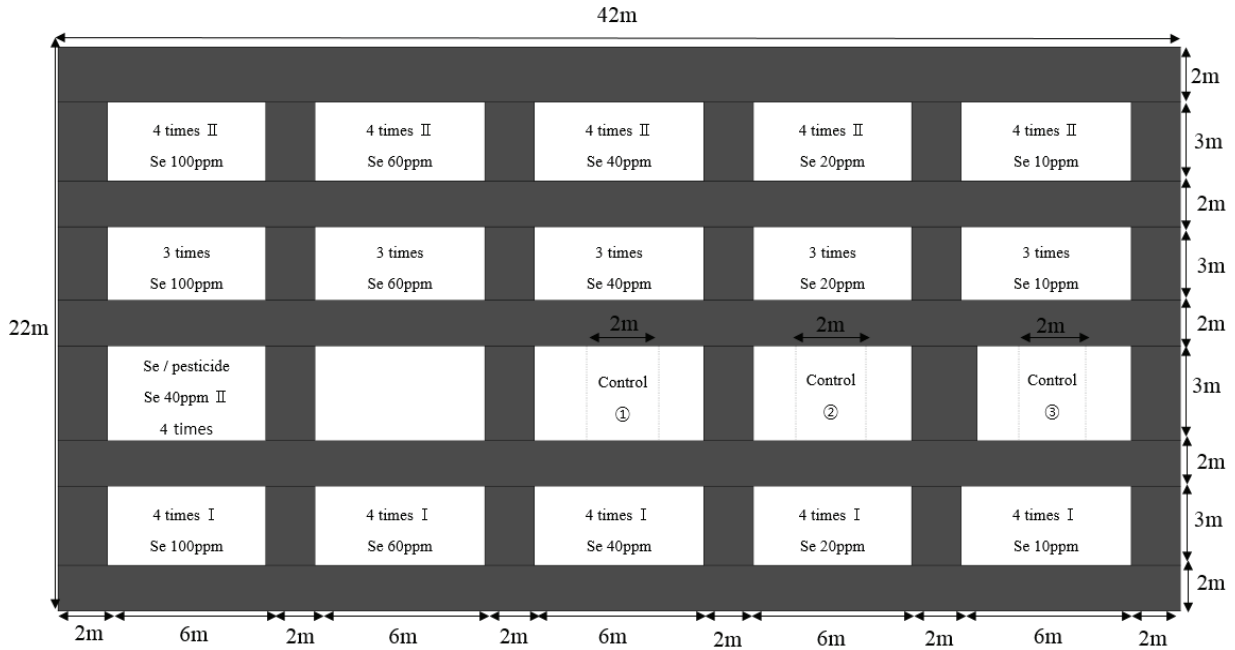 42m
2m
4 times Ⅱ
Se 100ppm
4 times Ⅱ
Se 60ppm
4 times Ⅱ
Se 40ppm
4 times Ⅱ
Se 20ppm
4 times Ⅱ
Se 10ppm
3m
2m
3 times
Se 100ppm
3 times
Se 60ppm
3 times
Se 40ppm
3 times
Se 20ppm
3 times
Se 10ppm
3m
22m
2m
2m
2m
2m
Se / pesticide
Se 40ppm Ⅱ
4 times
Control
①
Control
②
Control
③
3m
2m
4 times Ⅰ
Se 100ppm
4 times Ⅰ
Se 60ppm
4 times Ⅰ
Se 40ppm
4 times Ⅰ
Se 20ppm
4 times Ⅰ
Se 10ppm
3m
2m
2m
6m
2m
6m
2m
6m
2m
6m
2m
6m
2m